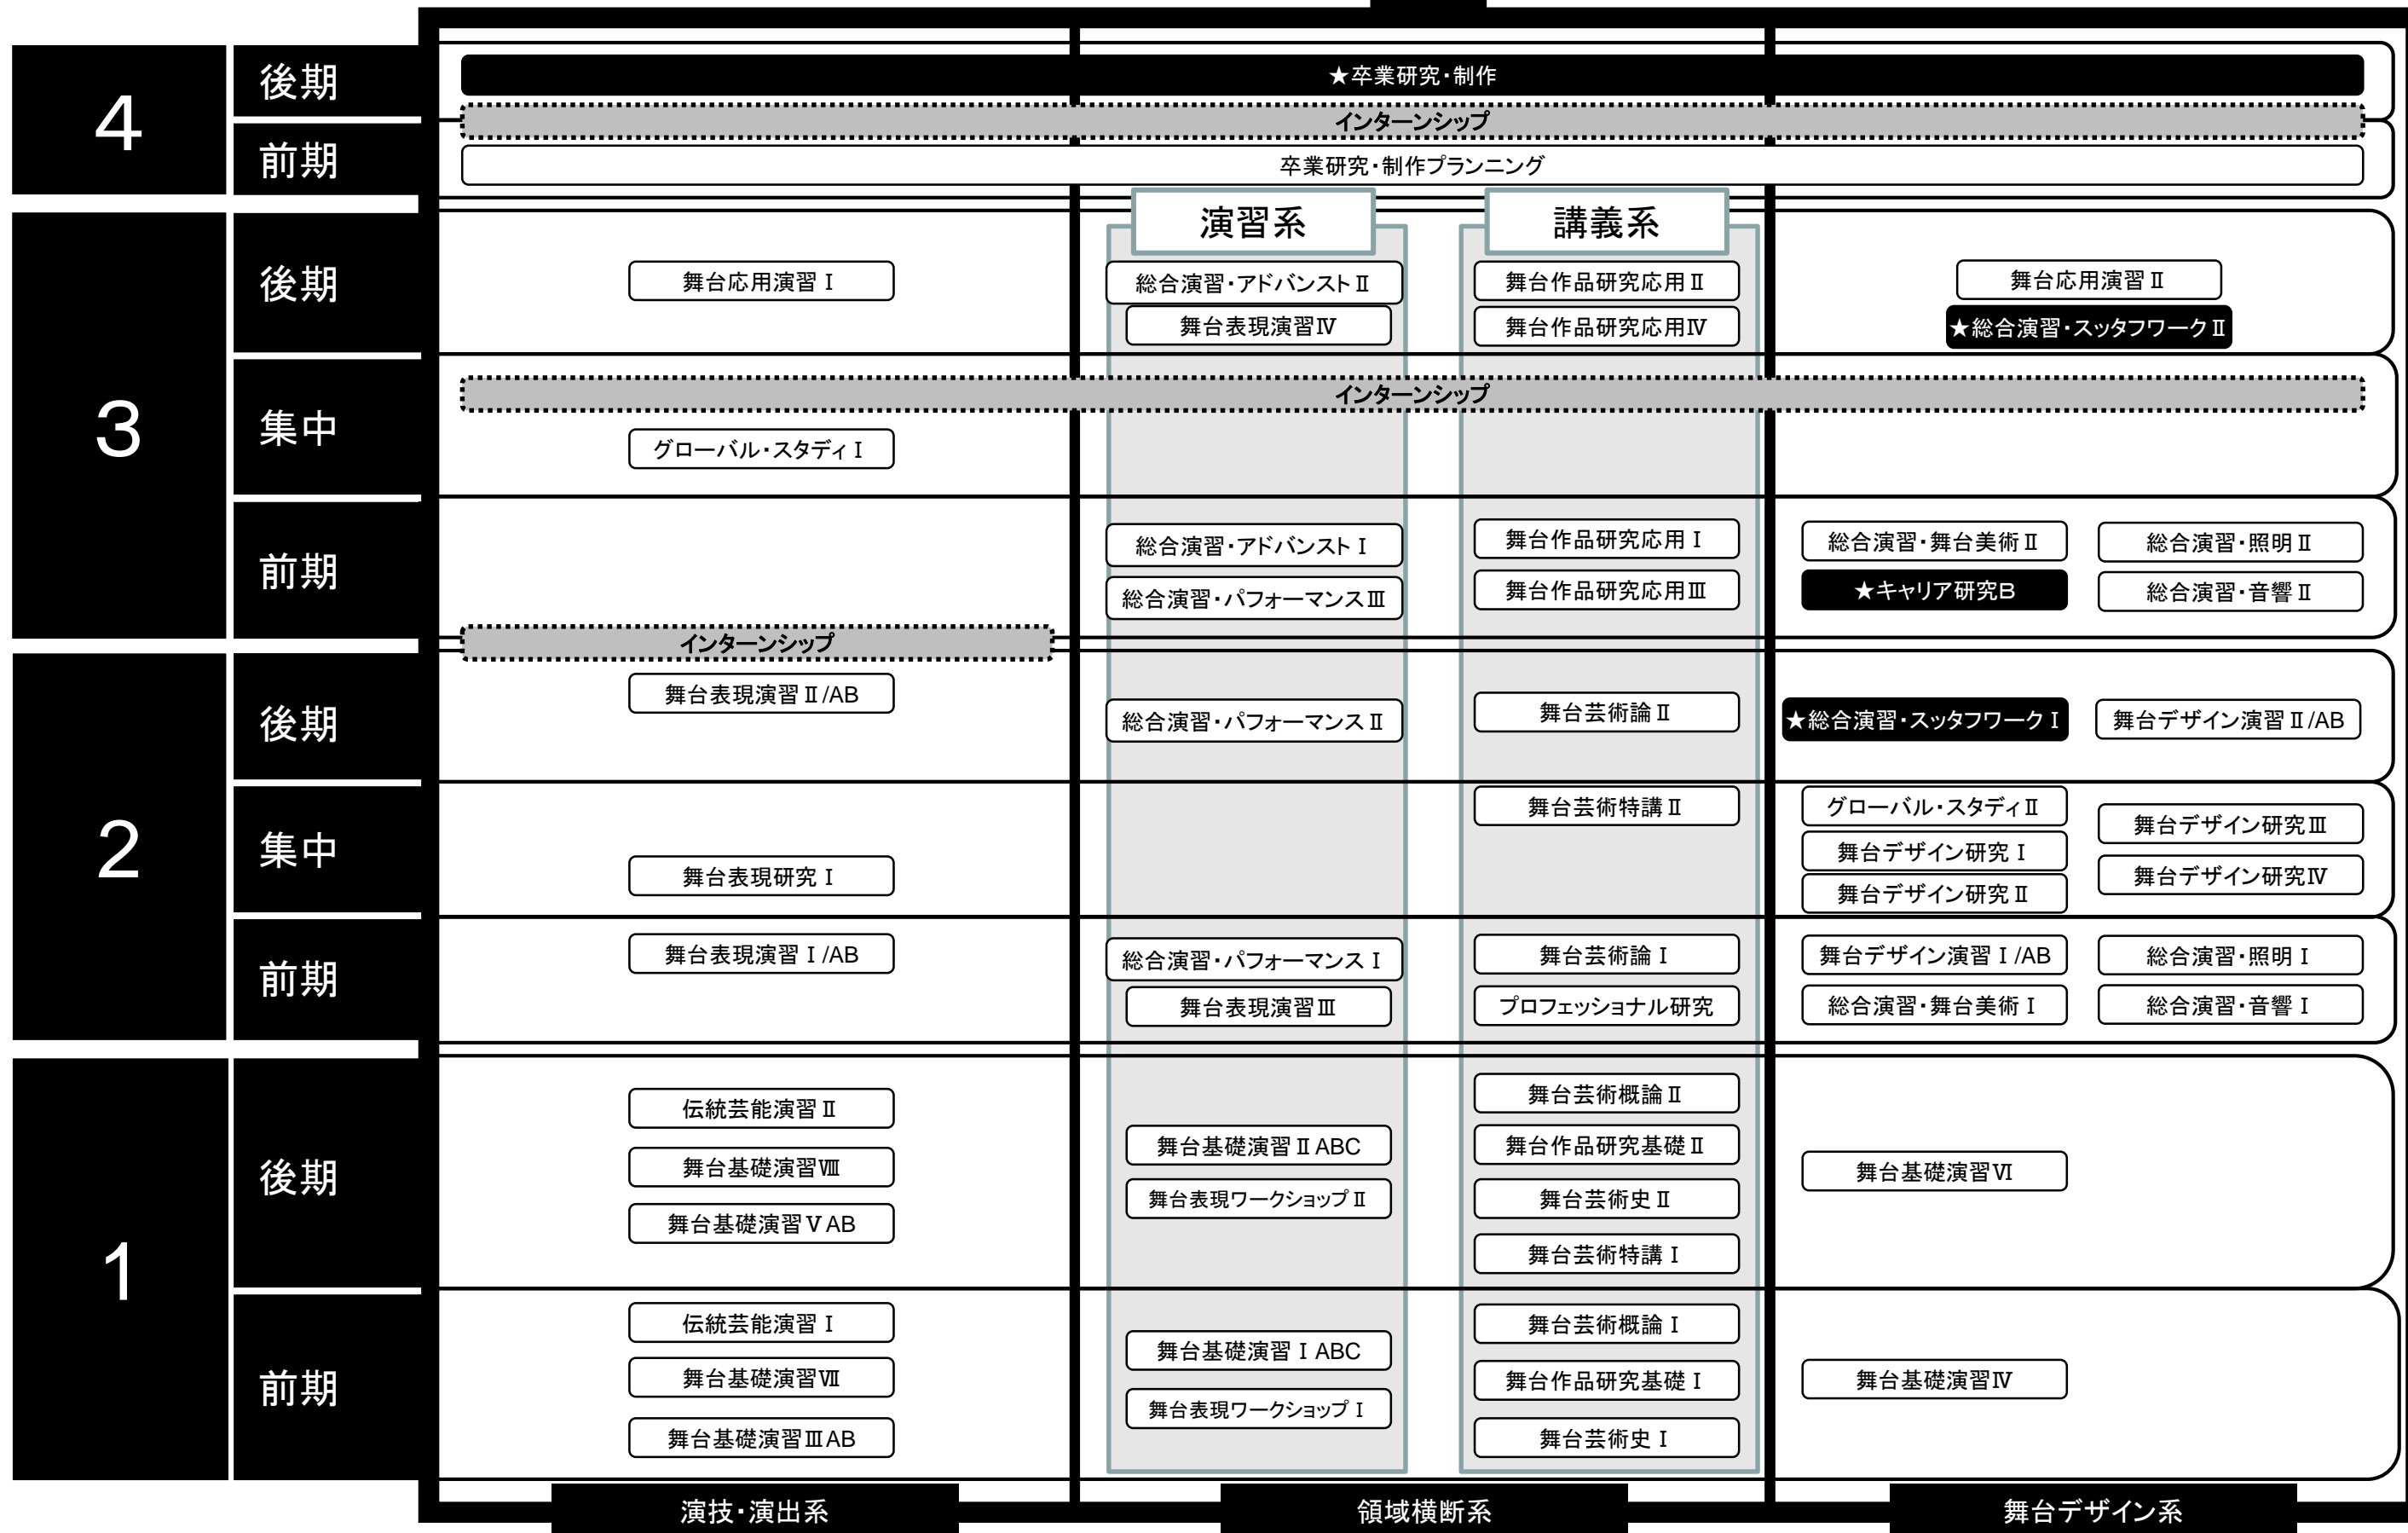 4
後期
★卒業研究・制作
インターンシップ
前期
卒業研究・制作プランニング
演習系
講義系
3
後期
舞台応用演習Ⅰ
総合演習・アドバンストⅡ
舞台表現演習Ⅳ
舞台作品研究応用Ⅱ
舞台作品研究応用Ⅳ
舞台応用演習Ⅱ
★総合演習・スッタフワークⅡ
集中
インターンシップ
グローバル・スタディⅠ
前期
総合演習・アドバンストⅠ
総合演習・パフォーマンスⅢ
舞台作品研究応用Ⅰ
舞台作品研究応用Ⅲ
総合演習・舞台美術Ⅱ
総合演習・照明Ⅱ
★キャリア研究B
総合演習・音響Ⅱ
インターンシップ
2
後期
舞台表現演習Ⅱ/AB
総合演習・パフォーマンスⅡ
舞台芸術論Ⅱ
★総合演習・スッタフワークⅠ
舞台デザイン演習Ⅱ/AB
集中
舞台表現研究Ⅰ
舞台芸術特講Ⅱ
グローバル・スタディⅡ
舞台デザイン研究Ⅰ
舞台デザイン研究Ⅱ
舞台デザイン研究Ⅲ
舞台デザイン研究Ⅳ
前期
舞台表現演習Ⅰ/AB
総合演習・パフォーマンスⅠ
舞台表現演習Ⅲ
舞台芸術論Ⅰ
プロフェッショナル研究
舞台デザイン演習Ⅰ/AB
総合演習・照明Ⅰ
総合演習・舞台美術Ⅰ
総合演習・音響Ⅰ
1
後期
伝統芸能演習Ⅱ
舞台基礎演習Ⅷ
舞台基礎演習ⅤAB
舞台基礎演習ⅡABC
舞台表現ワークショップⅡ
舞台芸術概論Ⅱ
舞台作品研究基礎Ⅱ
舞台芸術史Ⅱ
舞台芸術特講Ⅰ
舞台基礎演習Ⅵ
前期
伝統芸能演習Ⅰ
舞台基礎演習Ⅶ
舞台基礎演習ⅢAB
舞台基礎演習ⅠABC
舞台表現ワークショップⅠ
舞台芸術概論Ⅰ
舞台作品研究基礎Ⅰ
舞台芸術史Ⅰ
舞台基礎演習Ⅳ
演技・演出系
領域横断系
舞台デザイン系